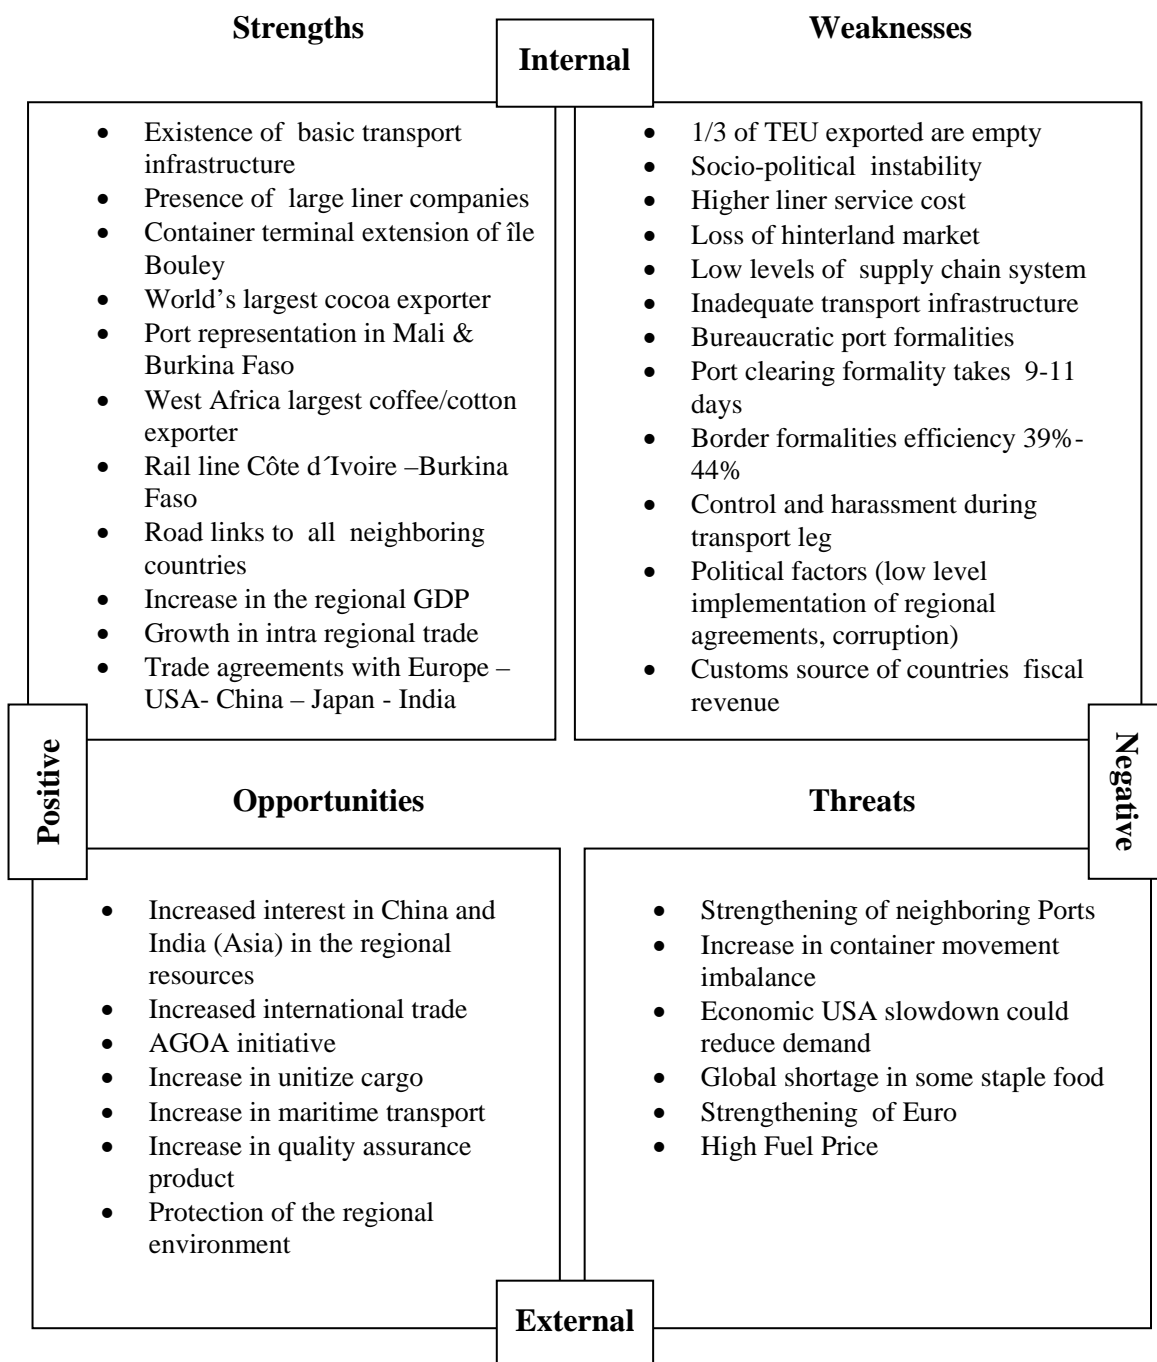 Strengths
Weaknesses
Internal
• Existence of basic transport
infrastructure
• Presence of large liner companies
• Container terminal extension of île
Bouley
• World's largest cocoa exporter
• Port representation in Mali &
Burkina Faso
• West Africa largest coffee/cotton
exporter
• Rail line Côte d´Ivoire –Burkina
Faso
• Road links to all neighboring
countries
• Increase in the regional GDP
• Growth in intra regional trade
• Trade agreements with Europe –
USA- China – Japan - India
• 1/3 of TEU exported are empty
• Socio-political instability
• Higher liner service cost
• Loss of hinterland market
• Low levels of supply chain system
• Inadequate transport infrastructure
• Bureaucratic port formalities
• Port clearing formality takes 9-11
days
• Border formalities efficiency 39%-
44%
• Control and harassment during
transport leg
• Political factors (low level
implementation of regional
agreements, corruption)
• Customs source of countries fiscal
revenue
Positive
Negative
Opportunities
Threats
• Increased interest in China and
India (Asia) in the regional
resources
• Increased international trade
• AGOA initiative
• Increase in unitize cargo
• Increase in maritime transport
• Increase in quality assurance
product
• Protection of the regional
environment
• Strengthening of neighboring Ports
• Increase in container movement
imbalance
• Economic USA slowdown could
reduce demand
• Global shortage in some staple food
• Strengthening of Euro
• High Fuel Price
External